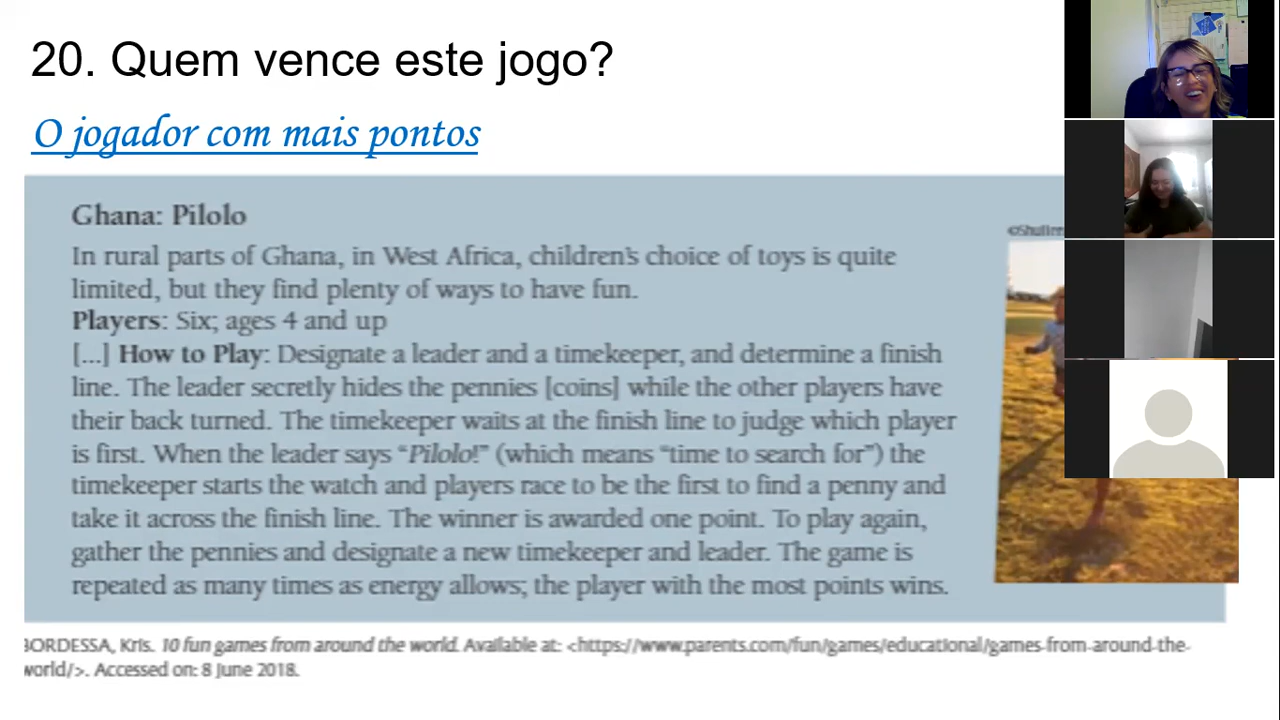 20. Quem vence este jogo?
O jogador com mais pontos
Ghana: Pilolo
In rural parts of Ghana, in West Africa, children's choice of toys is quite
limited, but they find plenty of ways to have fun.
Players: Six; ages 4 and up
[...] How to Play: Designate a leader and a timekeeper, and determine a finish
line. The leader secretly hides the pennies [coins] while the other players have
their back turned. The timekeeper waits at the finish line to judge which player
is first. When the leader says “Pilolo!” (which means “time to search for”) the
timekeeper starts the watch and players race to be the first to find a penny and
take it across the finish line. The winner is awarded one point. To play again,
gather the pennies and designate a new timekeeper and leader. The game is
repeated as many times as energy allows; the player with the most points wins.
BORDESSA, Kris. 10 fun games from around the world. Available at: <https://www.parents.com/fun/games/educational/games-from-around-the-
world/>. Accessed on: 8 June 2018.